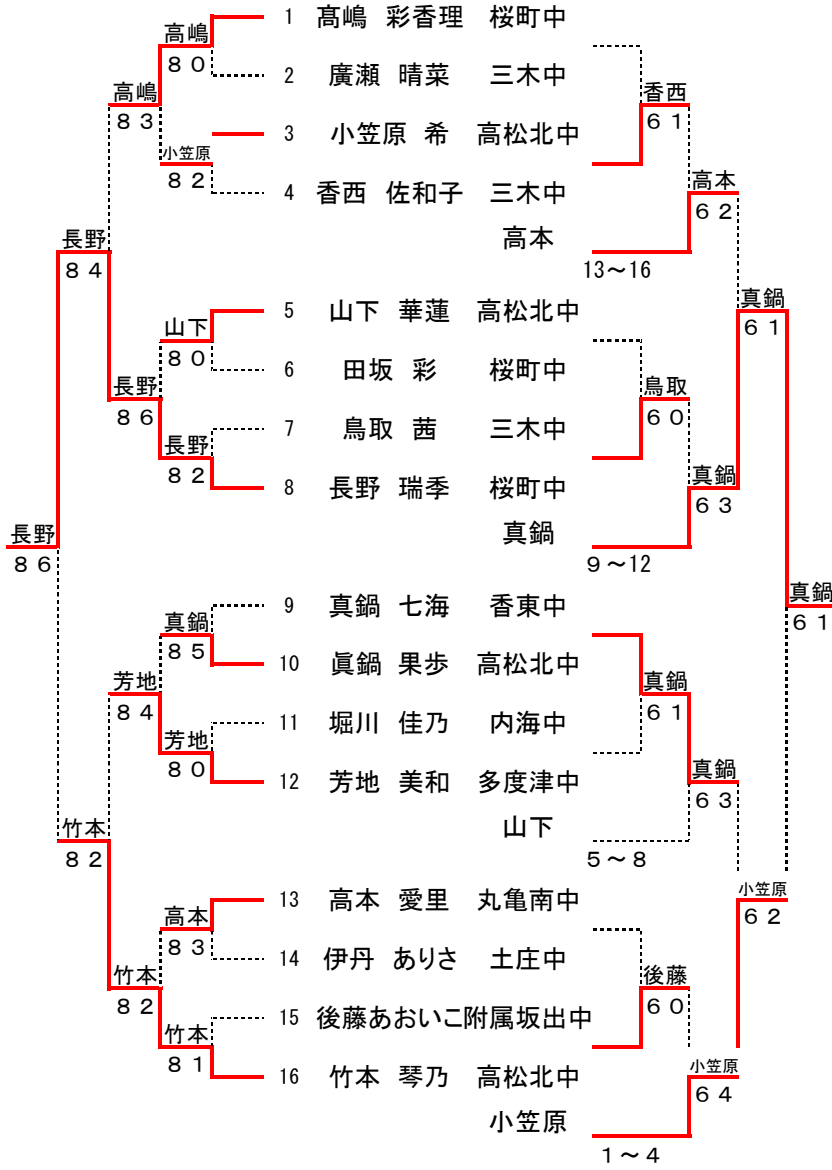 1 髙嶋 彩香理 桜町中
高嶋
80
2 廣瀬 晴菜 三木中
高嶋
83
香西
61
3 小笠原 希 高松北中
小笠原
82
4 香西 佐和子 三木中
高本
62
高本
長野
84
13～16
5 山下 華蓮 高松北中
山下
80
真鍋
61
6 田坂 彩 桜町中
長野
86
鳥取
60
7 鳥取 茜 三木中
長野
82
8 長野 瑞季 桜町中
真鍋
63
真鍋
長野
86
9～12
9 真鍋 七海 香東中
真鍋
61
真鍋
85
10 眞鍋 果歩 高松北中
芳地
84
真鍋
61
11 堀川 佳乃 内海中
芳地
80
12 芳地 美和 多度津中
真鍋
63
山下
竹本
82
5～8
13 高本 愛里 丸亀南中
高本
83
小笠原
62
14 伊丹 ありさ 土庄中
竹本
82
後藤
60
15 後藤あおいこ附属坂出中
竹本
81
16 竹本 琴乃 高松北中
小笠原
64
小笠原
1～4